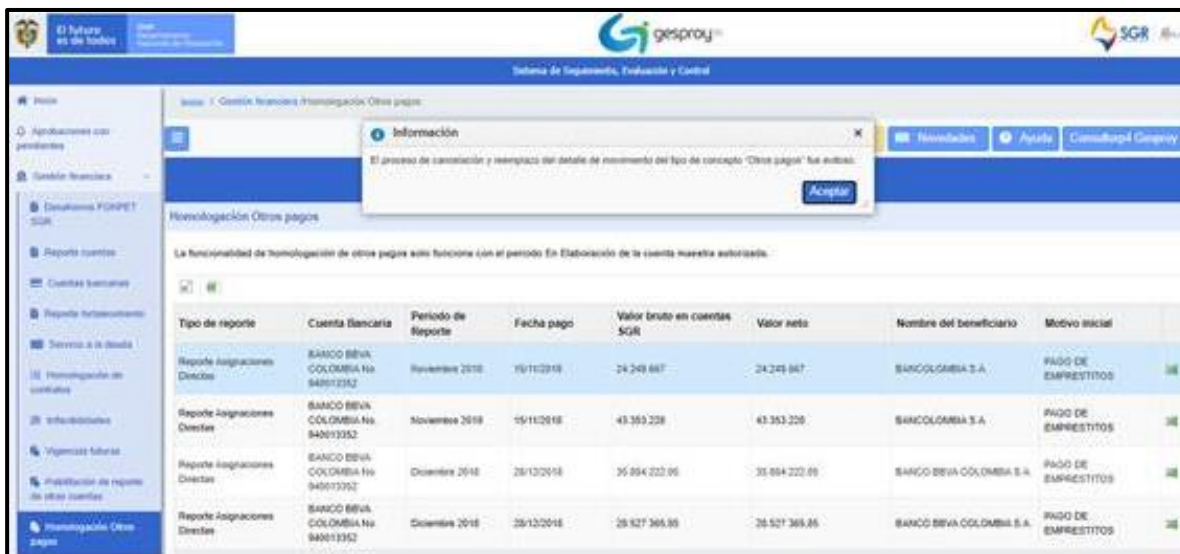 El futuro
es de todos
gesproy
SGR
Sistema de Seguimiento, Evaluación y Control
Inicio
Inicio / Gestión financiera /Homologación Otros pagos
Aprobaciones con
pendientes
Información
El proceso de cancelación y reemplazo del detalle de movimiento del tipo de concepto "Otros pagos" fue exitoso.
Aceptar
Novedades
Ayuda
Gestión financiera
SGR
Reporte cuentas
Cuentas bancarias
Reporte fortalecimiento
Servicio a la deuda
Homologación de
contratos
Vigencias futuras
Habilitación de reporte
de otras cuentas
Homologación Otros
pagos
Homologación Otros pagos
La funcionalidad de homologación de otros pagos solo funciona con el periodo En Elaboración de la cuenta maestra autorizada.
Tipo de reporte Cuenta Bancaria Periodo de Reporte Fecha pago Valor bruto en cuentas SGR Valor neto Nombre del beneficiario Motivo inicial
Reporte Asignaciones Directas BANCO BBVA COLOMBIA No. Noviembre 2018 15/11/2018 24.249.667 24.249.667 BANCOLOMBIA S.A PAGO DE EMPRESTITOS
Reporte Asignaciones Directas BANCO BBVA COLOMBIA No. Noviembre 2018 15/11/2018 43.353.228 43.353.228 BANCOLOMBIA S.A PAGO DE EMPRESTITOS
Reporte Asignaciones Directas BANCO BBVA COLOMBIA No. Diciembre 2018 28/12/2018 BANCO BBVA COLOMBIA S.A. PAGO DE EMPRESTITOS
Reporte Asignaciones Directas BANCO BBVA COLOMBIA No. Diciembre 2018 28/12/2018 BANCO BBVA COLOMBIA S.A. PAGO DE EMPRESTITOS